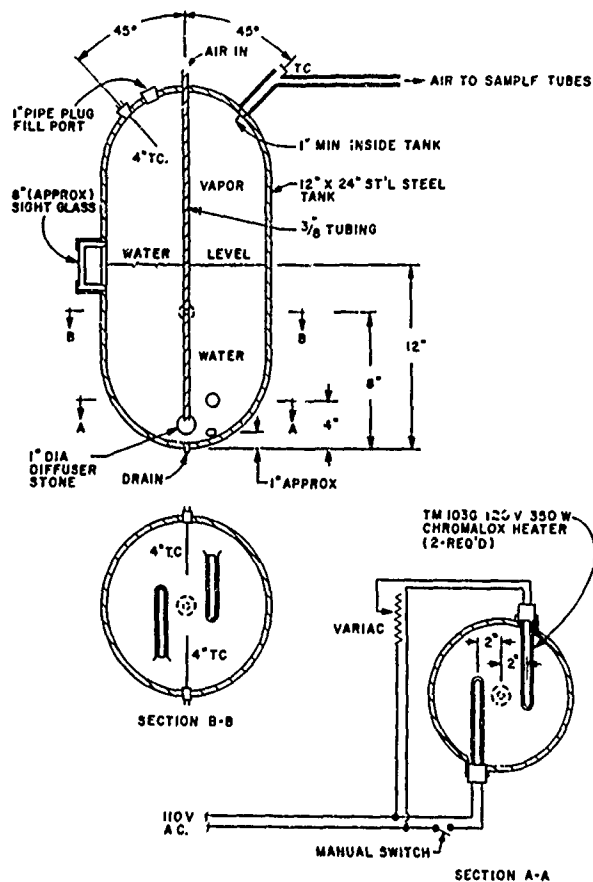 45°
45°
AIR IN
TC
AIR TO SAMPLF TUBES
1" PIPE PLUG
FILL PORT
4" TC.
1" MIN INSIDE TANK
VAPOR
12" X 24" ST'L STEEL
TANK
8" (APPROX)
SIGHT GLASS
3/8" TUBING
WATER LEVEL
B
B
12"
8"
WATER
A
A
4"
1" DIA
DIFFUSER
STONE
DRAIN
1" APPROX
TM 103G 120 V 350 W
CHROMALOX HEATER
(2-REQ'D)
4" T.C
VARIAC
2"
2"
4" TC
SECTION B-B
110 V
A.C.
MANUAL SWITCH
SECTION A-A